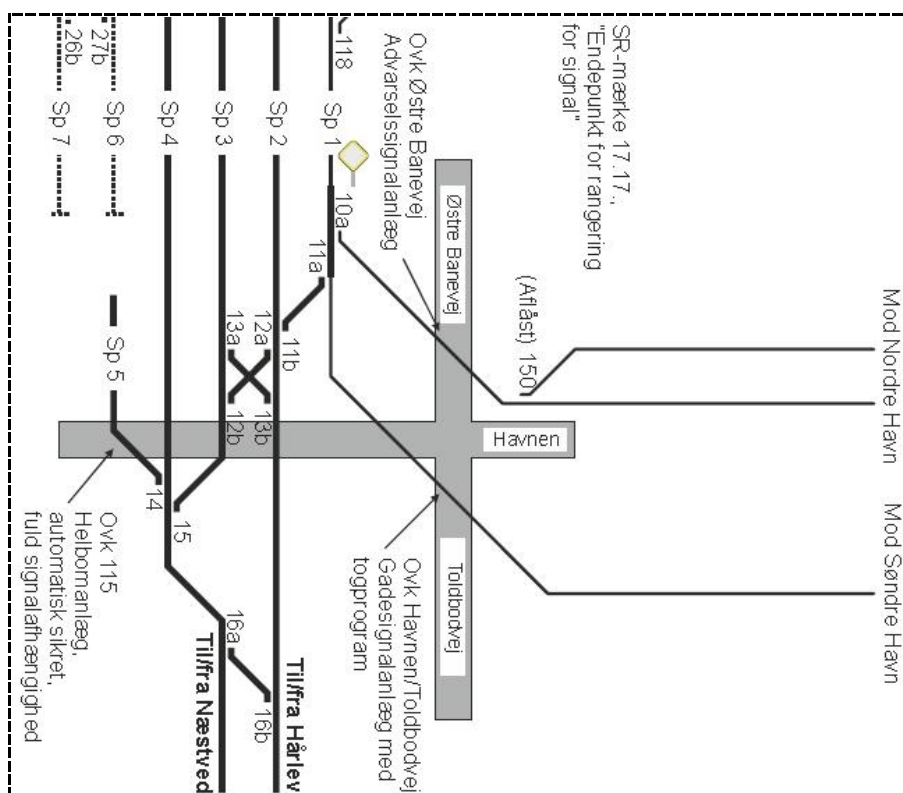 SR-mærke 17.17.,
"Endepunkt for rangering
for signal"
Mod Nordre Havn
Mod Søndre Havn
(Aflåst) 150
Ovk Østre Banevej
Advarselssignalanlæg
Østre Banevej
Havnen
Toldbodvej
Ovk Havnen/Toldbodvej
Gadesignalanlæg med
togprogram
118
Sp 1
10a
11a
11b
Sp 2
12a
13b
13a
12b
Til/fra Hårlev
16b
Sp 3
16a
Til/fra Næstved
Sp 4
15
14
Sp 5
Ovk 115
Helbomanlæg,
automatisk sikret,
fuld signalafhængighed
27b
Sp 6
26b
Sp 7